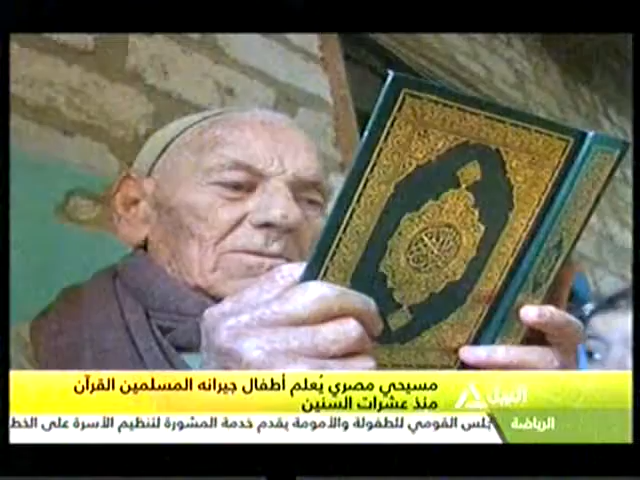 مسيحي مصري يُعلم أطفال جيرانه المسلمين القرآن
منذ عشرات السنين
النيل
الرياضة
جلس القومي للطفولة والأمومة يقدم خدمة المشورة لتنظيم الأسرة على الخط